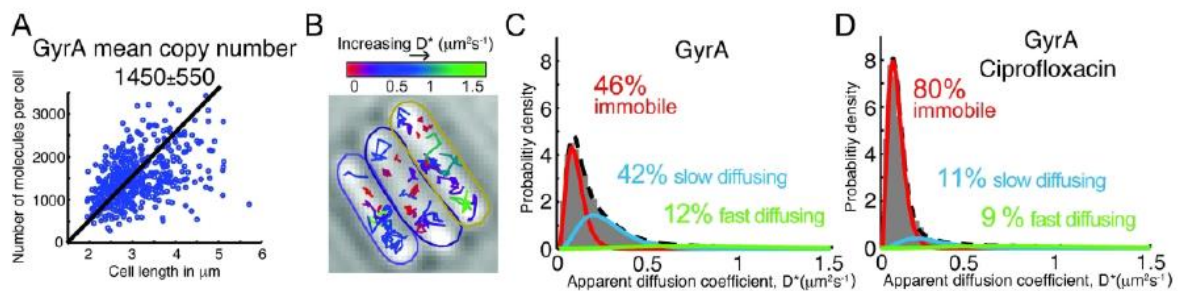 A
GyrA mean copy number
1450±550
Number of molecules per cell
3000
2000
1000
0
2
3
4
5
6
Cell length in μm
B
Increasing D* (μm²s⁻¹)
0
1
1.5
C
GyrA
46%
immobile
42% slow diffusing
12% fast diffusing
Probability density
8
6
4
2
0
0
0.5
1
1.5
Apparent diffusion coefficient, D*(μm²s⁻¹)
D
GyrA
Ciprofloxacin
80%
immobile
11% slow diffusing
9 % fast diffusing
Probability density
8
6
4
2
0
0
0.5
1
1.5
Apparent diffusion coefficient, D*(μm²s⁻¹)